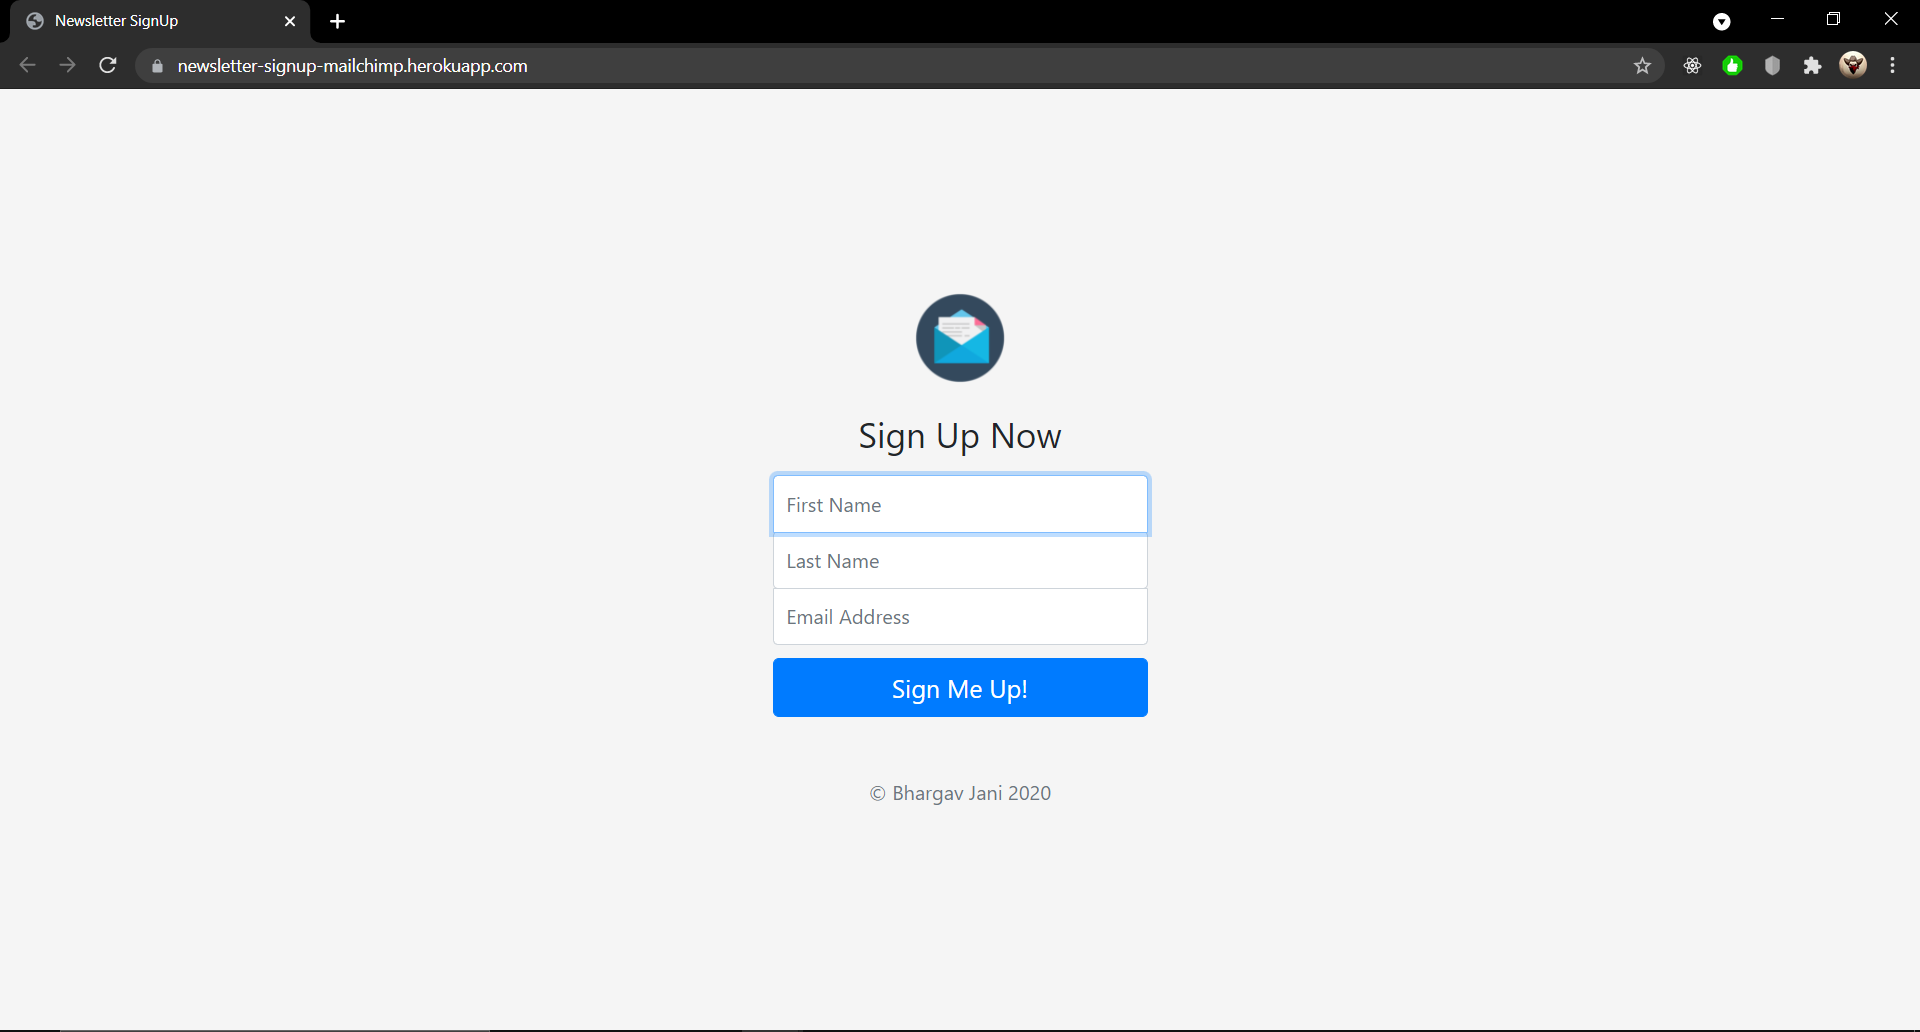 Newsletter SignUp
newsletter-signup-mailchimp.herokuapp.com
Sign Up Now
First Name
Last Name
Email Address
Sign Me Up!
© Bhargav Jani 2020